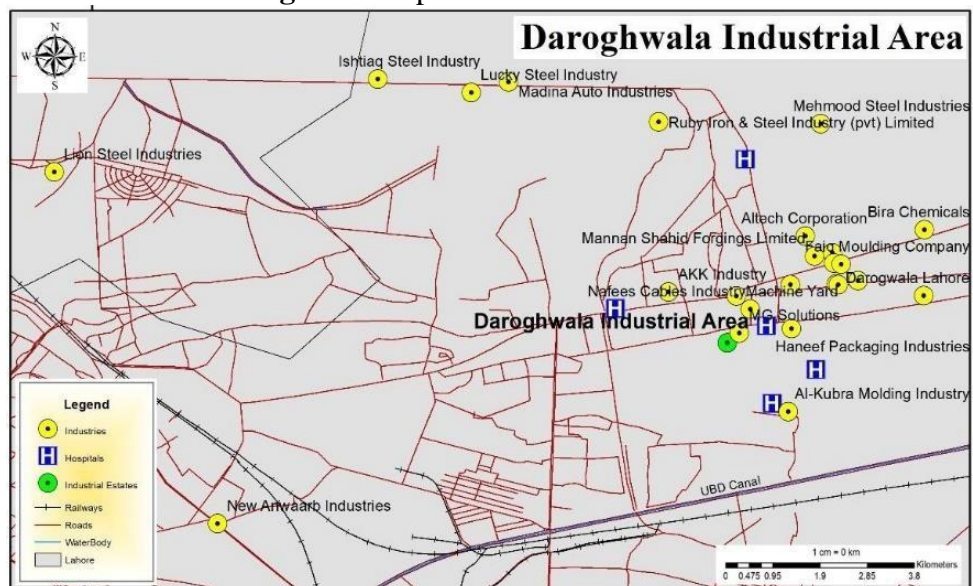 Daroghwala Industrial Area
N
W
E
S
Ishtiaq Steel Industry
Lucky Steel Industry
Madina Auto Industries
Mehmood Steel Industries
Ruby Iron & Steel Industry (pvt) Limited
Lion Steel Industries
H
Altech Corporation
Bira Chemicals
Mannan Shahid Forgings Limited
Faiq Moulding Company
AKK Industry
Darogwala Lahore
Nafees Cables Industry
Machine Yard
H
Daroghwala Industrial Area
MG Solutions
H
Haneef Packaging Industries
H
Al-Kubra Molding Industry
H
UBD Canal
New Anwaarb Industries
Legend
Industries
H Hospitals
Industrial Estates
Railways
Roads
WaterBody
Lahore
1 cm = 0 km
Kilometers
0 0.475 0.95 1.9 2.85 3.8